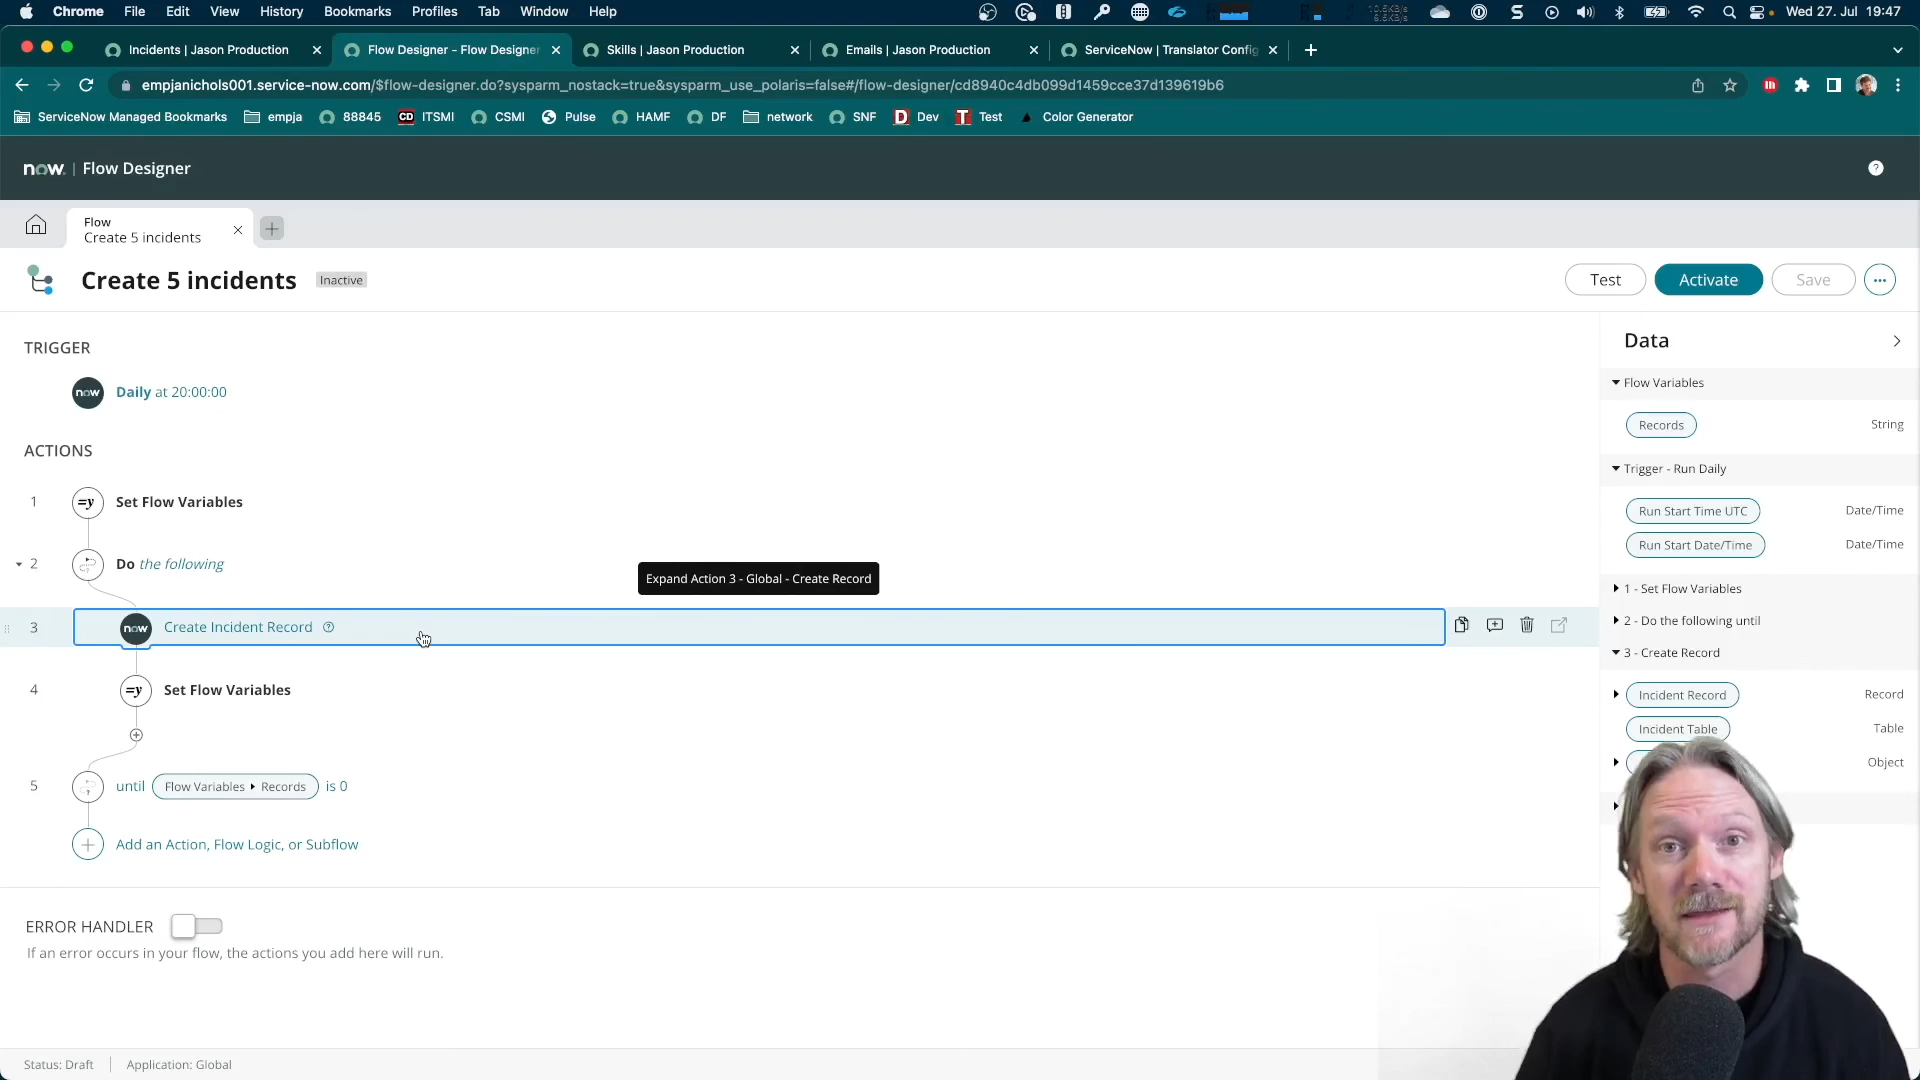 Chrome File Edit View History Bookmarks Profiles Tab Window Help Wed 27. Jul 19:47
Incidents | Jason Production Flow Designer - Flow Designer Skills | Jason Production Emails | Jason Production ServiceNow | Translator Config
empjanichols001.service-now.com/$flow-designer.do?sysparm_nostack=true&sysparm_use_polaris=false#/flow-designer/cd8940c4db099d1459cce37d139619b6
ServiceNow Managed Bookmarks empja 88845 CD ITSMI CSMI Pulse HAMF DF network SNF D Dev T Test Color Generator
now. | Flow Designer
Flow
Create 5 incidents
Create 5 incidents Inactive Test Activate Save
TRIGGER
now Daily at 20:00:00
ACTIONS
1 =y Set Flow Variables
2 Do the following
Expand Action 3 - Global - Create Record
3 now Create Incident Record
4 =y Set Flow Variables
5 until Flow Variables ▸ Records is 0
Add an Action, Flow Logic, or Subflow
ERROR HANDLER
If an error occurs in your flow, the actions you add here will run.
Status: Draft Application: Global
Data
Flow Variables
Records String
Trigger - Run Daily
Run Start Time UTC Date/Time
Run Start Date/Time Date/Time
1 - Set Flow Variables
2 - Do the following until
3 - Create Record
Incident Record Record
Incident Table Table
Object